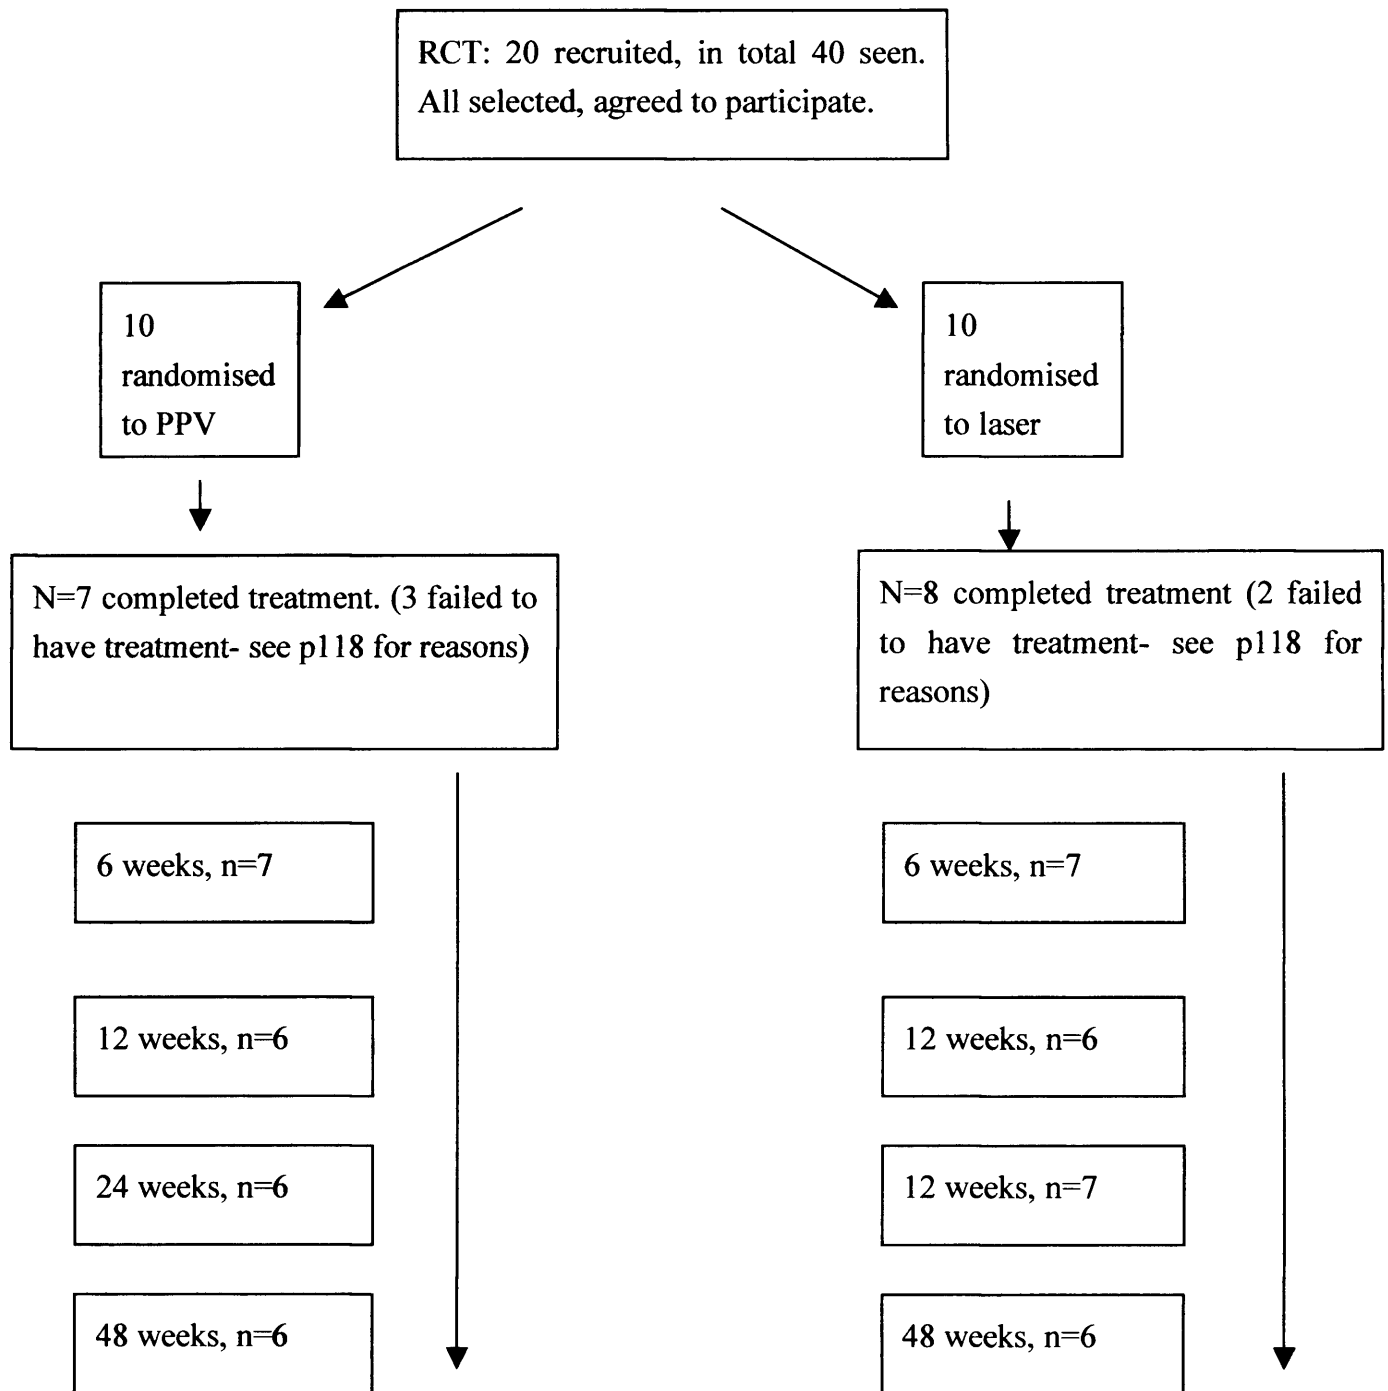 RCT: 20 recruited, in total 40 seen.
All selected, agreed to participate.
10
randomised
to PPV
10
randomised
to laser
N=7 completed treatment. (3 failed to
have treatment- see p118 for reasons)
N=8 completed treatment (2 failed
to have treatment- see p118 for
reasons)
6 weeks, n=7
6 weeks, n=7
12 weeks, n=6
12 weeks, n=6
24 weeks, n=6
12 weeks, n=7
48 weeks, n=6
48 weeks, n=6